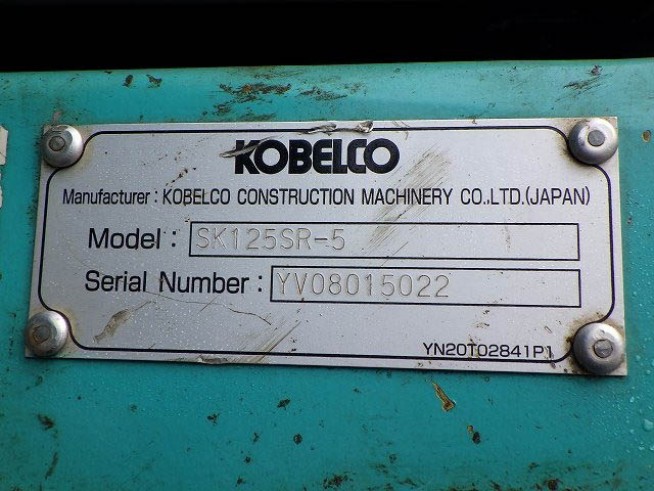 KOBELCO
Manufacturer : KOBELCO CONSTRUCTION MACHINERY CO.,LTD.(JAPAN)
Model : SK125SR-5
Serial Number : YV08015022
YN20T02841P1